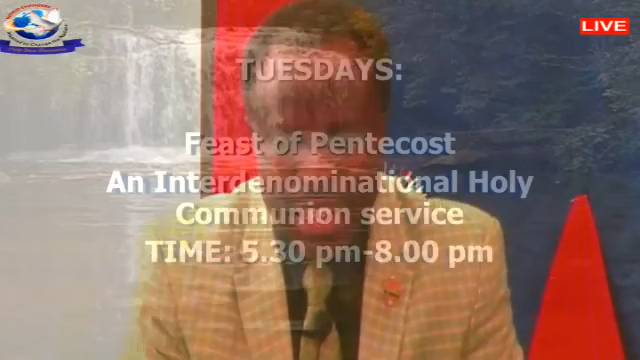 LIVE
TUESDAYS:
Feast of Pentecost
An Interdenominational Holy
Communion service
TIME: 5.30 pm-8.00 pm